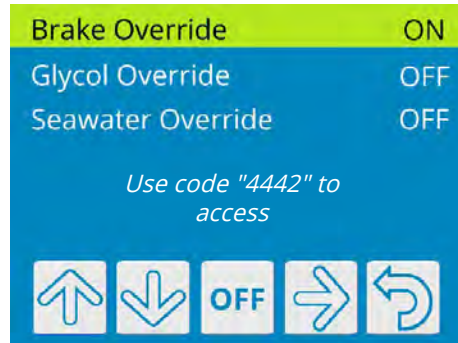 Brake Override ON
Glycol Override OFF
Seawater Override OFF
Use code "4442" to
access
OFF